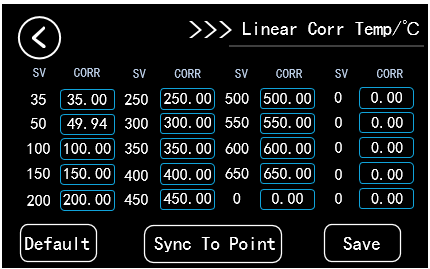 >>> Linear Corr Temp/℃
SV CORR SV CORR SV CORR SV CORR
35 35.00 250 250.00 500 500.00 0 0.00
50 49.94 300 300.00 550 550.00 0 0.00
100 100.00 350 350.00 600 600.00 0 0.00
150 150.00 400 400.00 650 650.00 0 0.00
200 200.00 450 450.00 0 0.00 0 0.00
Default Sync To Point Save